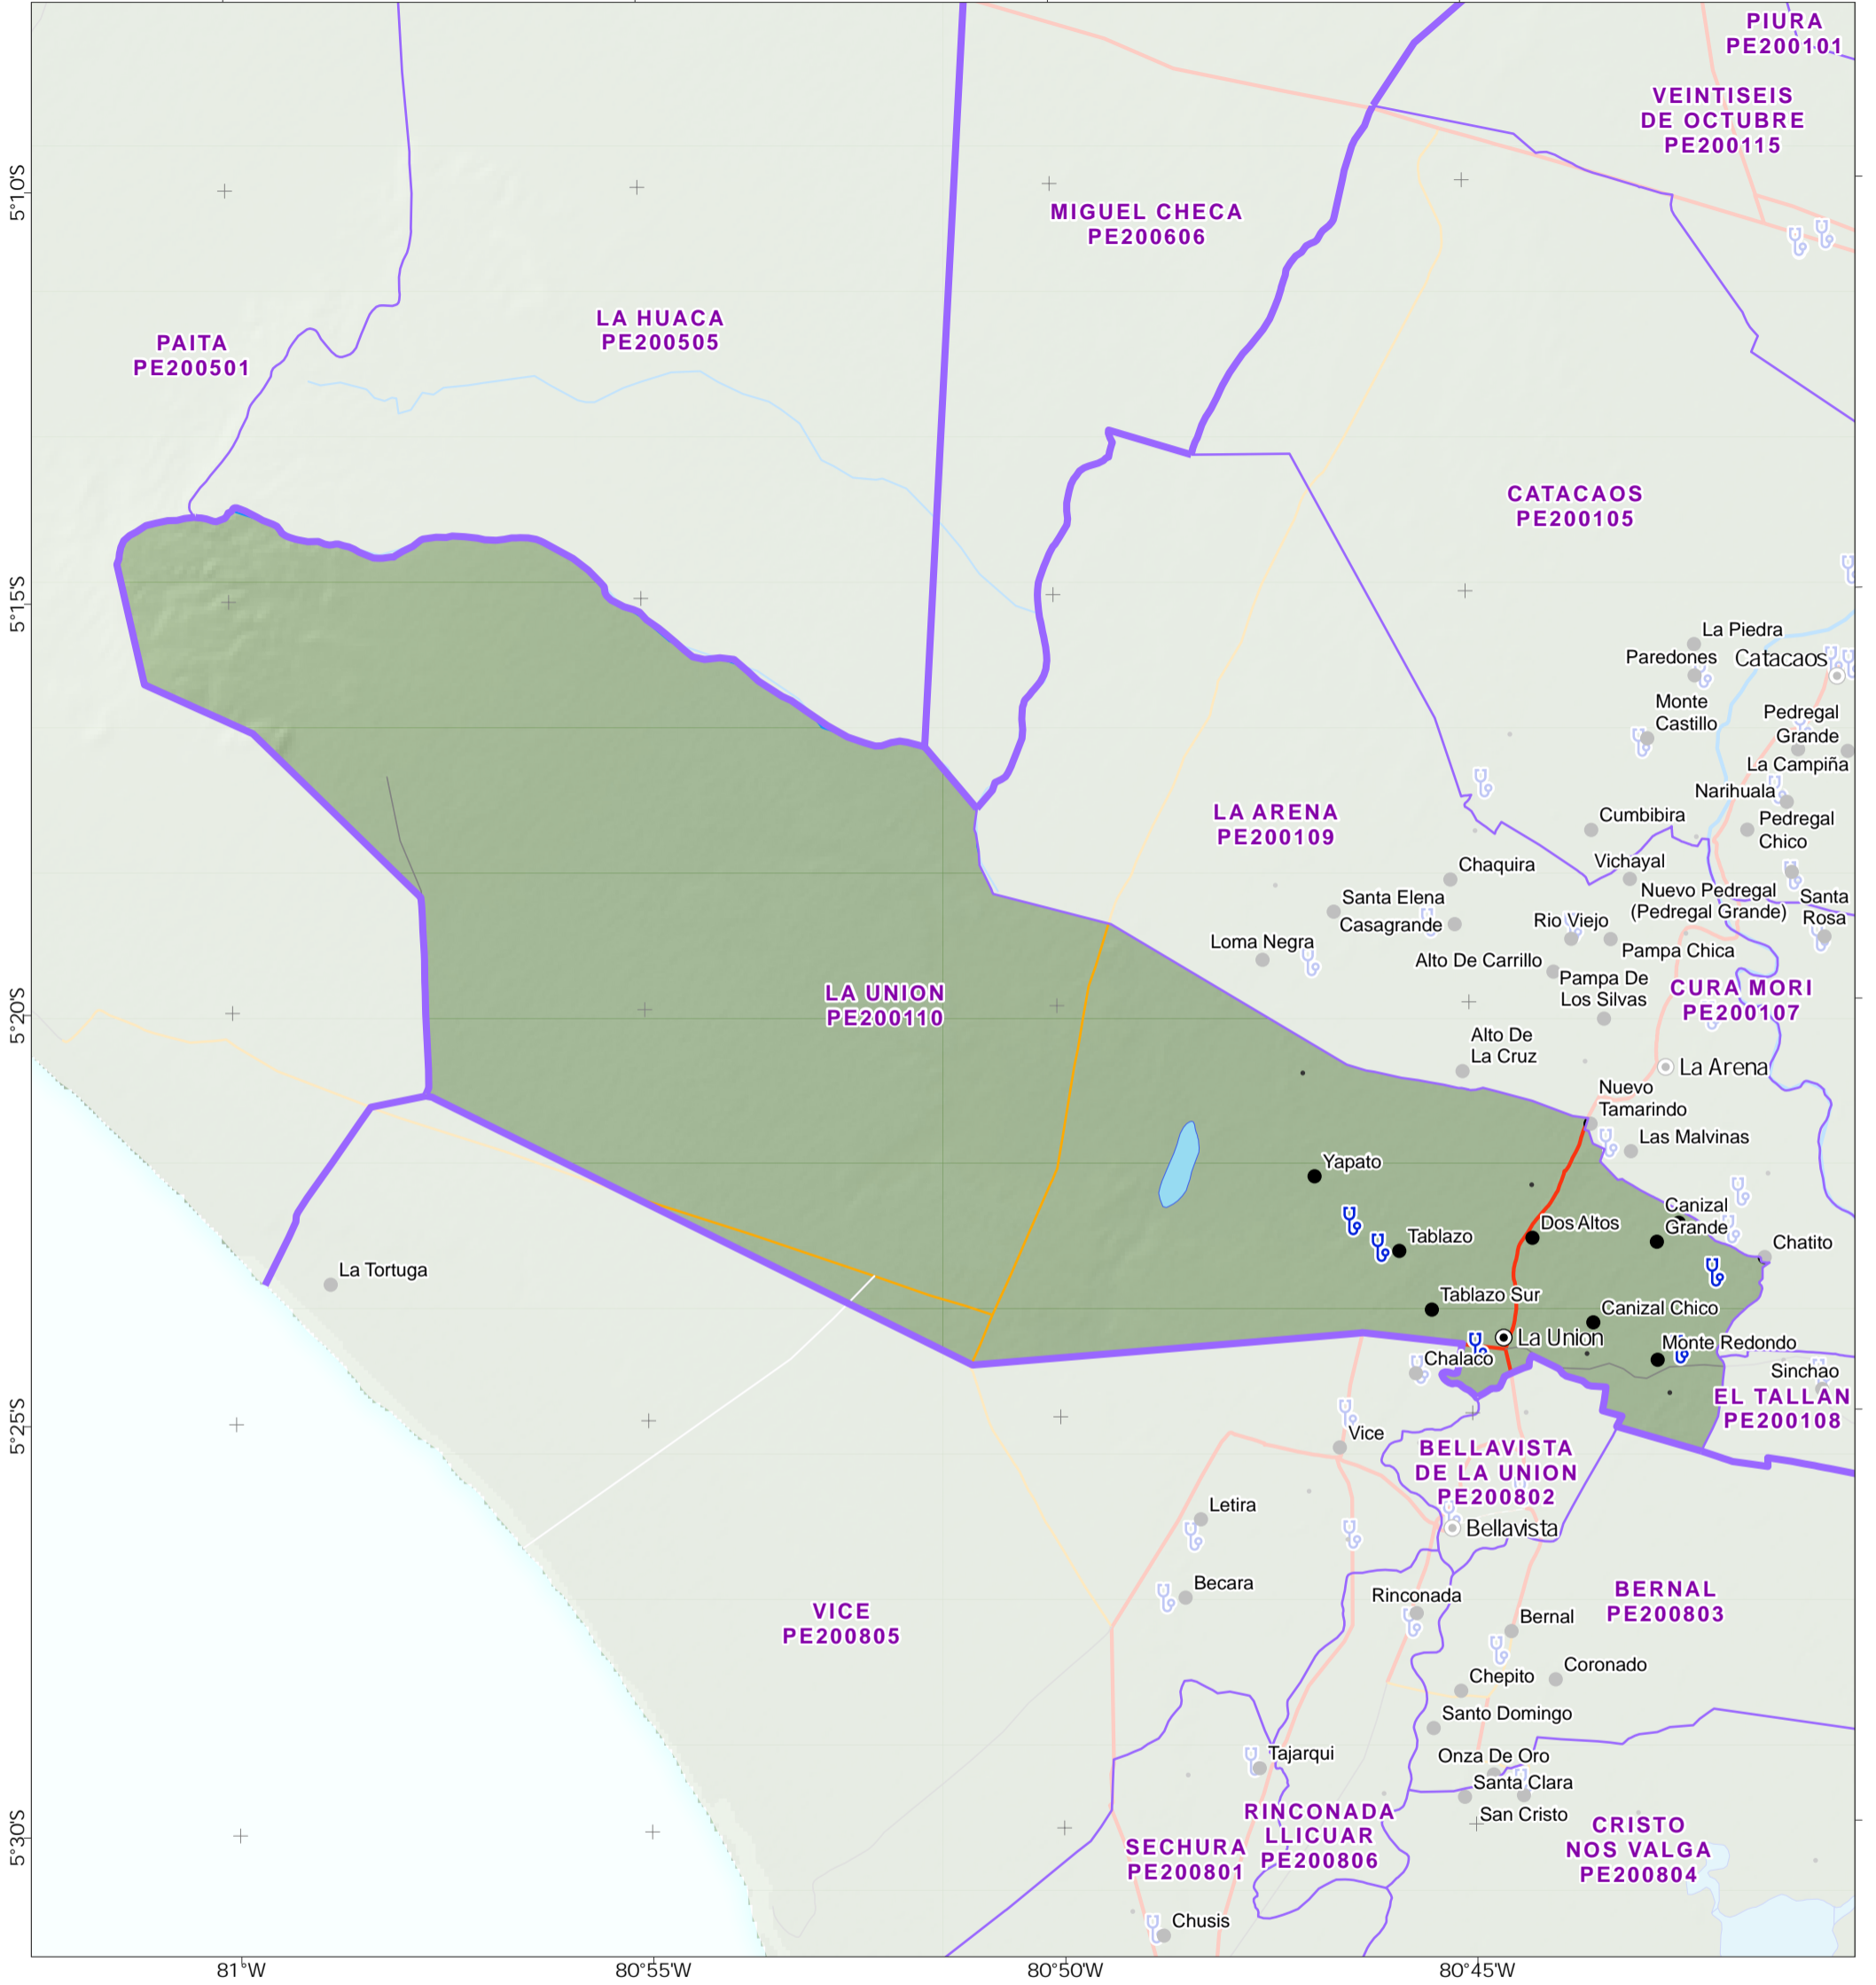 PIURA
PE200101
VEINTISEIS
DE OCTUBRE
PE200115
5°10'S
MIGUEL CHECA
PE200606
LA HUACA
PE200505
PAITA
PE200501
CATACAOS
PE200105
5°15'S
La Piedra
Paredones
Catacaos
Monte
Castillo
Pedregal
Grande
La Campiña
Narihuala
Cumbibira
Pedregal
Chico
LA ARENA
PE200109
Chaquira
Vichayal
Santa Elena
Nuevo Pedregal
(Pedregal Grande)
Santa
Rosa
Casagrande
Rio Viejo
Loma Negra
Alto De Carrillo
Pampa Chica
Pampa De
Los Silvas
CURA MORI
PE200107
LA UNION
PE200110
5°20'S
Alto De
La Cruz
La Arena
Nuevo
Tamarindo
Las Malvinas
Yapato
Canizal
Grande
Dos Altos
Tablazo
Chatito
La Tortuga
Tablazo Sur
Canizal Chico
La Union
Monte Redondo
Chalaco
Sinchao
EL TALLAN
PE200108
5°25'S
Vice
BELLAVISTA
DE LA UNION
PE200802
Letira
Bellavista
Becara
Rinconada
BERNAL
PE200803
VICE
PE200805
Bernal
Coronado
Chepito
Santo Domingo
Tajarqui
Onza De Oro
Santa Clara
San Cristo
5°30'S
RINCONADA
LLICUAR
PE200806
SECHURA
PE200801
CRISTO
NOS VALGA
PE200804
Chusis
81°W
80°55'W
80°50'W
80°45'W